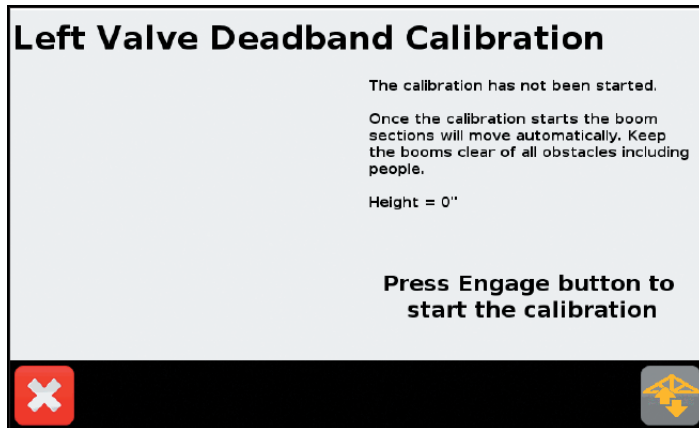 Left Valve Deadband Calibration
The calibration has not been started.
Once the calibration starts the boom
sections will move automatically. Keep
the booms clear of all obstacles including
people.
Height = 0"
Press Engage button to
start the calibration